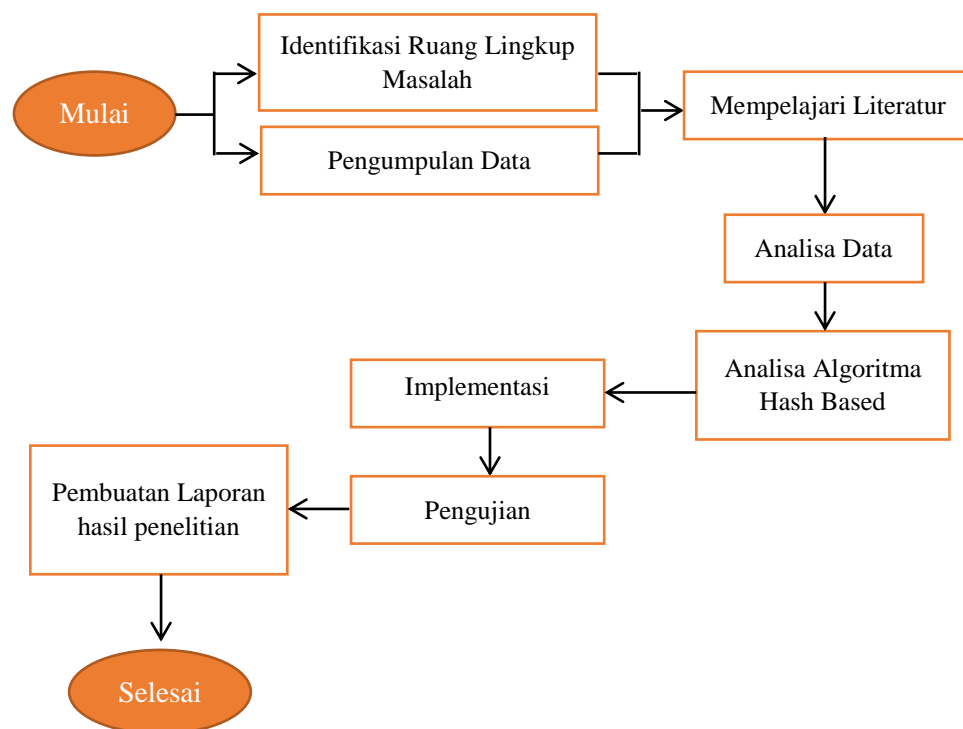 Mulai
Identifikasi Ruang Lingkup
Masalah
Pengumpulan Data
Mempelajari Literatur
Analisa Data
Analisa Algoritma
Hash Based
Implementasi
Pengujian
Pembuatan Laporan
hasil penelitian
Selesai